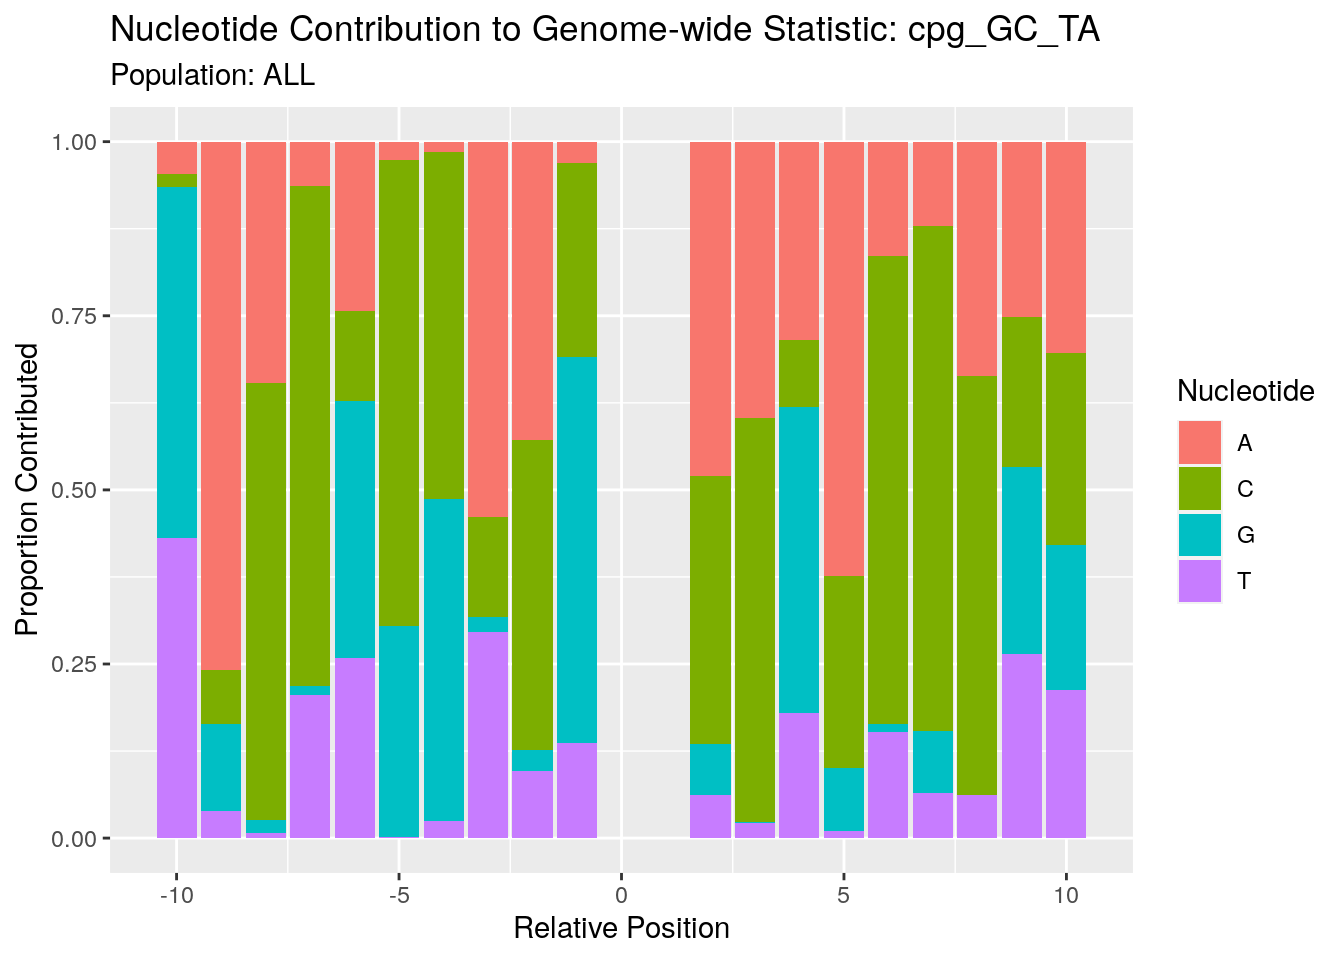 Nucleotide Contribution to Genome-wide Statistic: cpg_GC_TA
Population: ALL
Proportion Contributed
1.00
0.75
0.50
0.25
0.00
-10
-5
0
5
10
Relative Position
Nucleotide
A
C
G
T